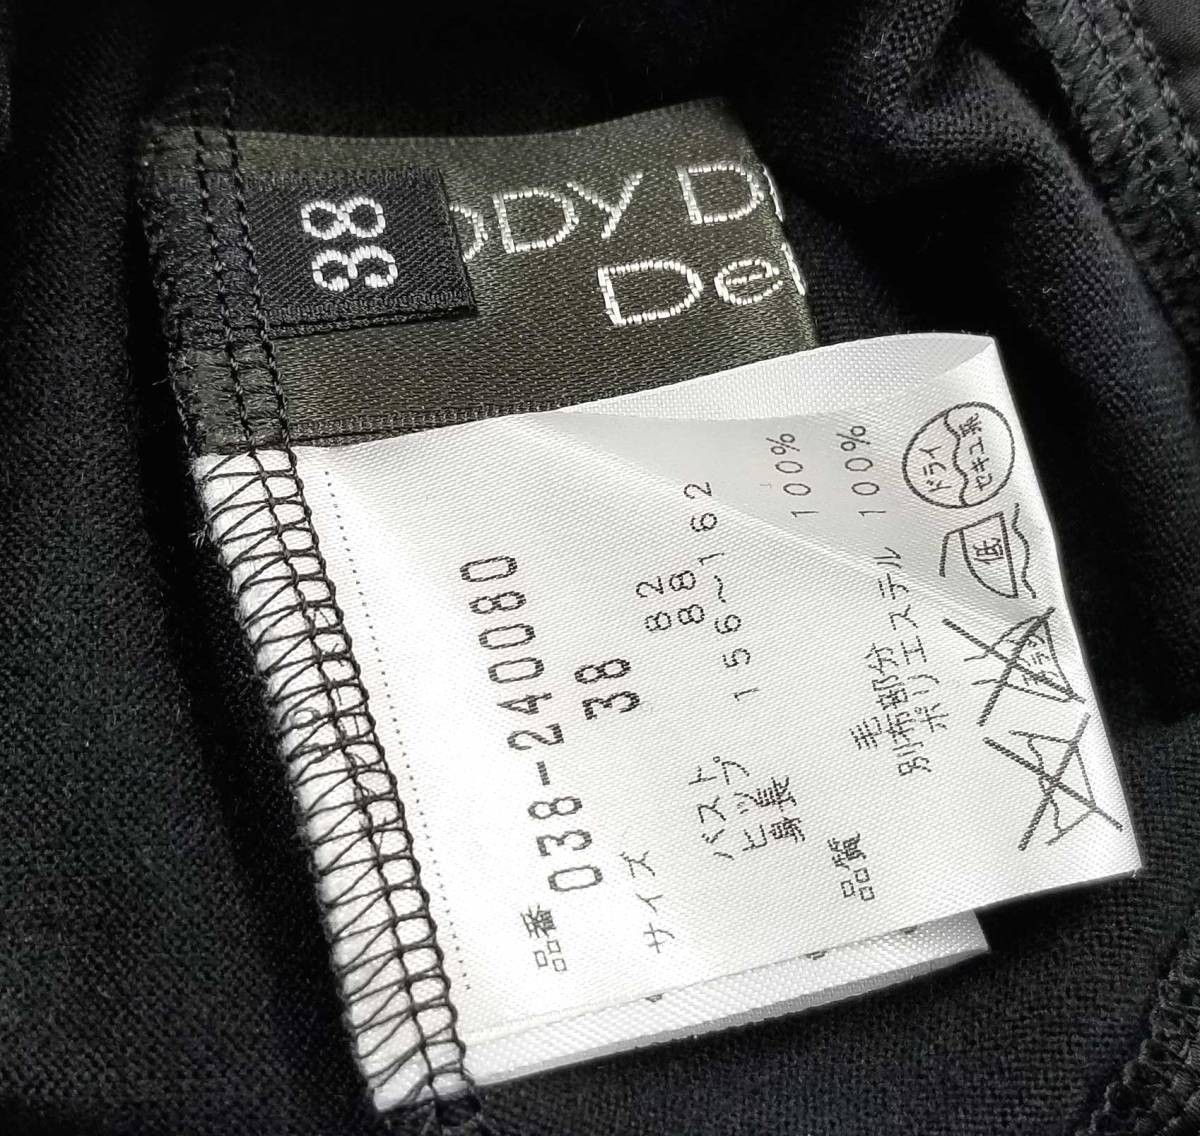 38
ODY D
De
品番 038-240080
サイズ 38
バスト 82
ヒップ 88
身長 156〜162
品質 毛 100%
別布部分
ポリエステル 100%
ドライ
セキユ系
低